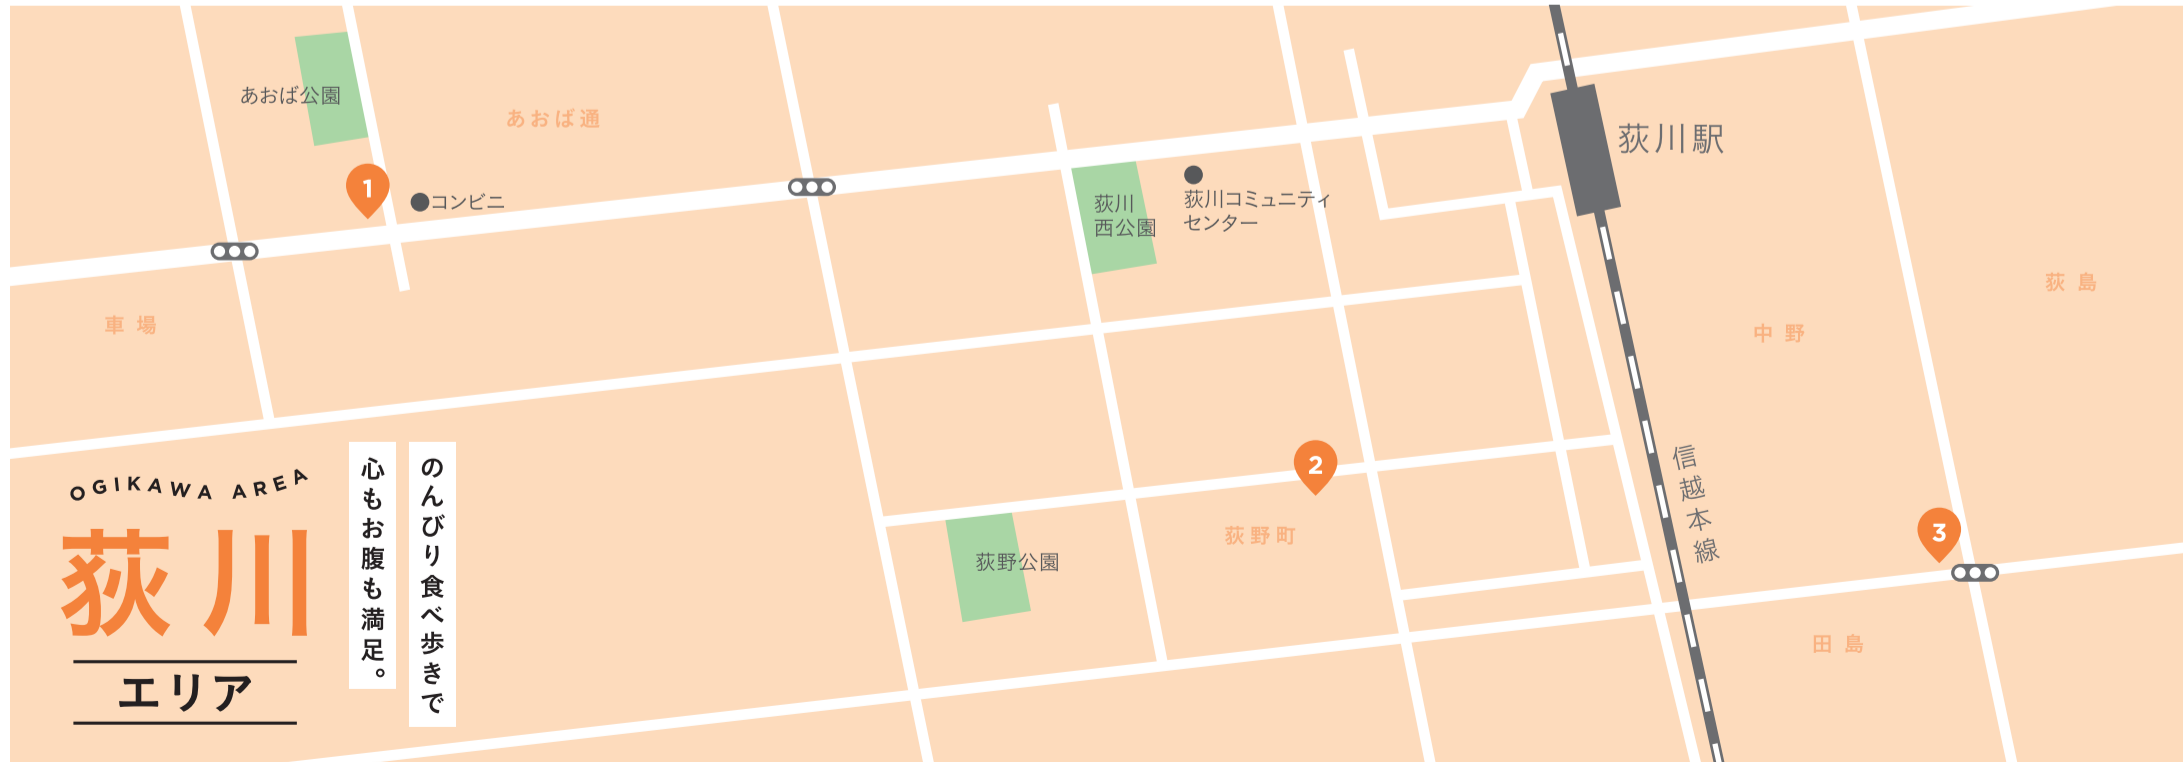 あおば公園
あおば通
1
コンビニ
車場
荻川
西公園
荻川コミュニティ
センター
荻川駅
荻島
中野
信越本線
2
荻野町
荻野公園
3
田島
OGIKAWA AREA
荻川
エリア
のんびり食べ歩きで
心もお腹も満足。